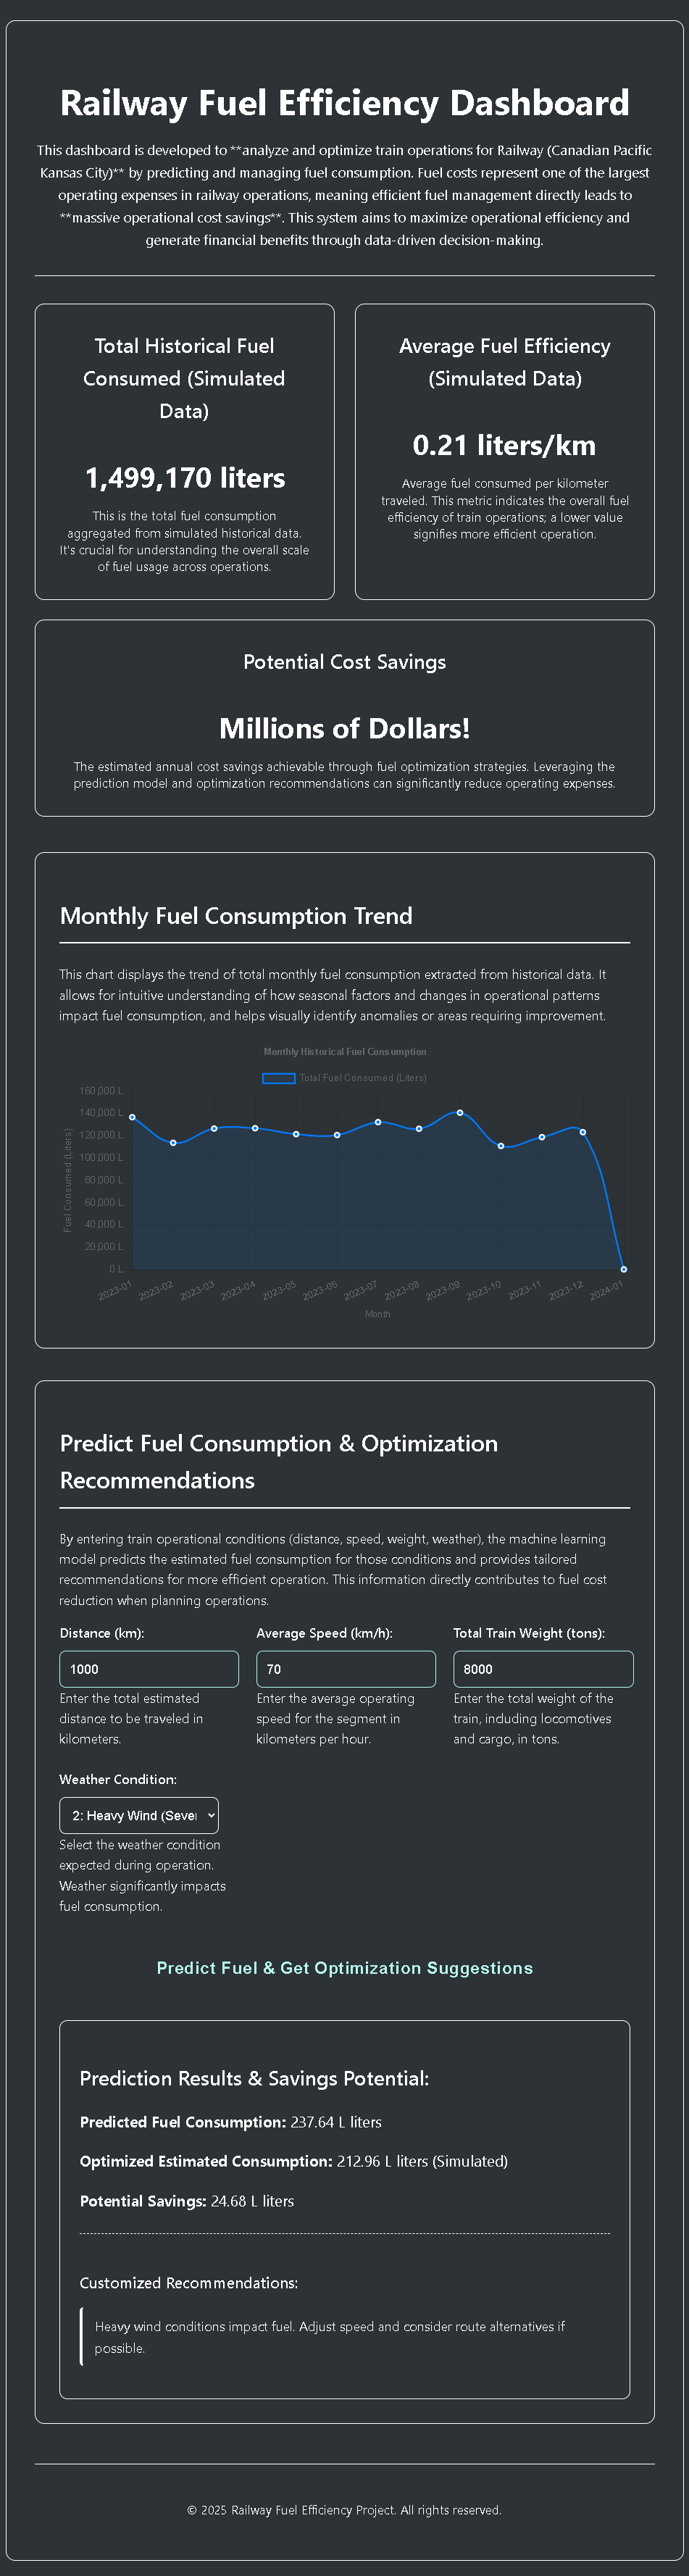 Railway Fuel Efficiency Dashboard
This dashboard is developed to **analyze and optimize train operations for Railway (Canadian Pacific
Kansas City)** by predicting and managing fuel consumption. Fuel costs represent one of the largest
operating expenses in railway operations, meaning efficient fuel management directly leads to
**massive operational cost savings**. This system aims to maximize operational efficiency and
generate financial benefits through data-driven decision-making.
Total Historical Fuel
Consumed (Simulated
Data)
1,499,170 liters
This is the total fuel consumption
aggregated from simulated historical data.
It's crucial for understanding the overall scale
of fuel usage across operations.
Average Fuel Efficiency
(Simulated Data)
0.21 liters/km
Average fuel consumed per kilometer
traveled. This metric indicates the overall fuel
efficiency of train operations; a lower value
signifies more efficient operation.
Potential Cost Savings
Millions of Dollars!
The estimated annual cost savings achievable through fuel optimization strategies. Leveraging the
prediction model and optimization recommendations can significantly reduce operating expenses.
Monthly Fuel Consumption Trend
This chart displays the trend of total monthly fuel consumption extracted from historical data. It
allows for intuitive understanding of how seasonal factors and changes in operational patterns
impact fuel consumption, and helps visually identify anomalies or areas requiring improvement.
Monthly Historical Fuel Consumption
Total Fuel Consumed (Liters)
160,000 L
140,000 L
120,000 L
100,000 L
80,000 L
60,000 L
40,000 L
20,000 L
0 L
Fuel Consumed (Liters)
2023-01
2023-02
2023-03
2023-04
2023-05
2023-06
2023-07
2023-08
2023-09
2023-10
2023-11
2023-12
2024-01
Month
Predict Fuel Consumption & Optimization
Recommendations
By entering train operational conditions (distance, speed, weight, weather), the machine learning
model predicts the estimated fuel consumption for those conditions and provides tailored
recommendations for more efficient operation. This information directly contributes to fuel cost
reduction when planning operations.
Distance (km):
1000
Enter the total estimated
distance to be traveled in
kilometers.
Average Speed (km/h):
70
Enter the average operating
speed for the segment in
kilometers per hour.
Total Train Weight (tons):
8000
Enter the total weight of the
train, including locomotives
and cargo, in tons.
Weather Condition:
2: Heavy Wind (Sever
Select the weather condition
expected during operation.
Weather significantly impacts
fuel consumption.
Predict Fuel & Get Optimization Suggestions
Prediction Results & Savings Potential:
Predicted Fuel Consumption: 237.64 L liters
Optimized Estimated Consumption: 212.96 L liters (Simulated)
Potential Savings: 24.68 L liters
Customized Recommendations:
Heavy wind conditions impact fuel. Adjust speed and consider route alternatives if
possible.
© 2025 Railway Fuel Efficiency Project. All rights reserved.